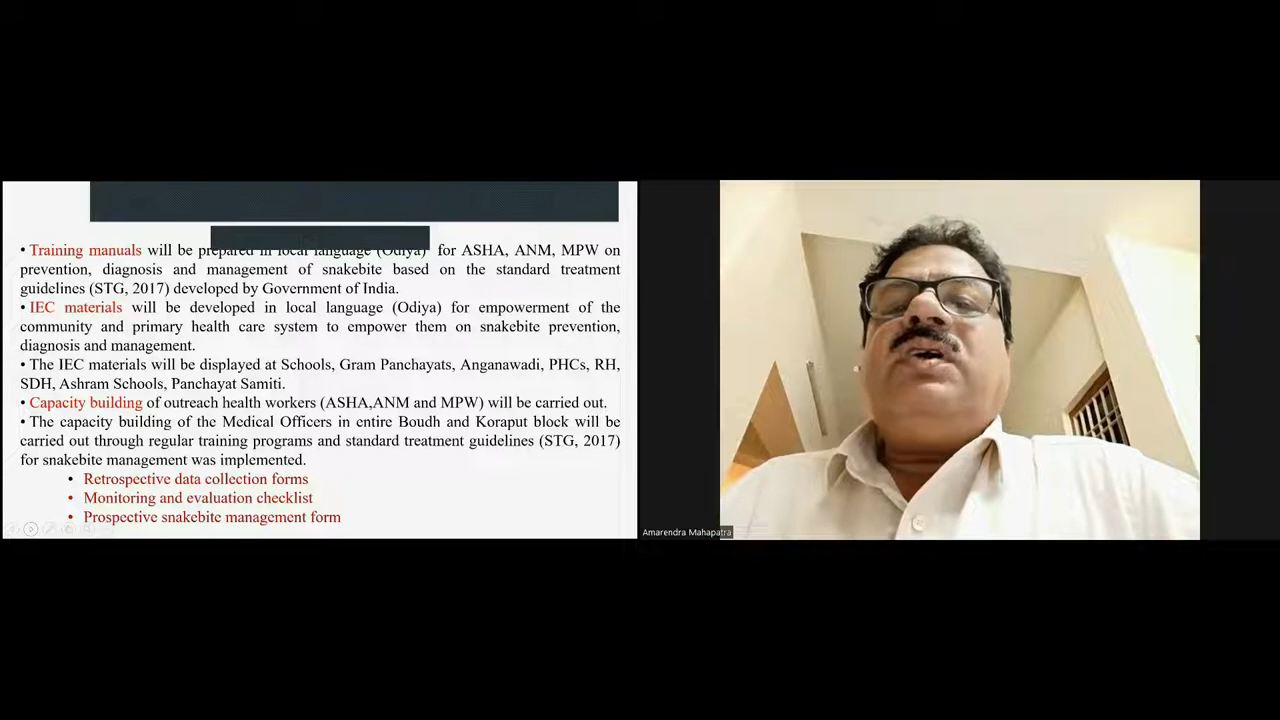 • Training manuals will be prepared in local language (Odiya) for ASHA, ANM, MPW on
prevention, diagnosis and management of snakebite based on the standard treatment
guidelines (STG, 2017) developed by Government of India.
• IEC materials will be developed in local language (Odiya) for empowerment of the
community and primary health care system to empower them on snakebite prevention,
diagnosis and management.
• The IEC materials will be displayed at Schools, Gram Panchayats, Anganawadi, PHCs, RH,
SDH, Ashram Schools, Panchayat Samiti.
• Capacity building of outreach health workers (ASHA,ANM and MPW) will be carried out.
• The capacity building of the Medical Officers in entire Boudh and Koraput block will be
carried out through regular training programs and standard treatment guidelines (STG, 2017)
for snakebite management was implemented.
• Retrospective data collection forms
• Monitoring and evaluation checklist
• Prospective snakebite management form
Amarendra Mahapatra